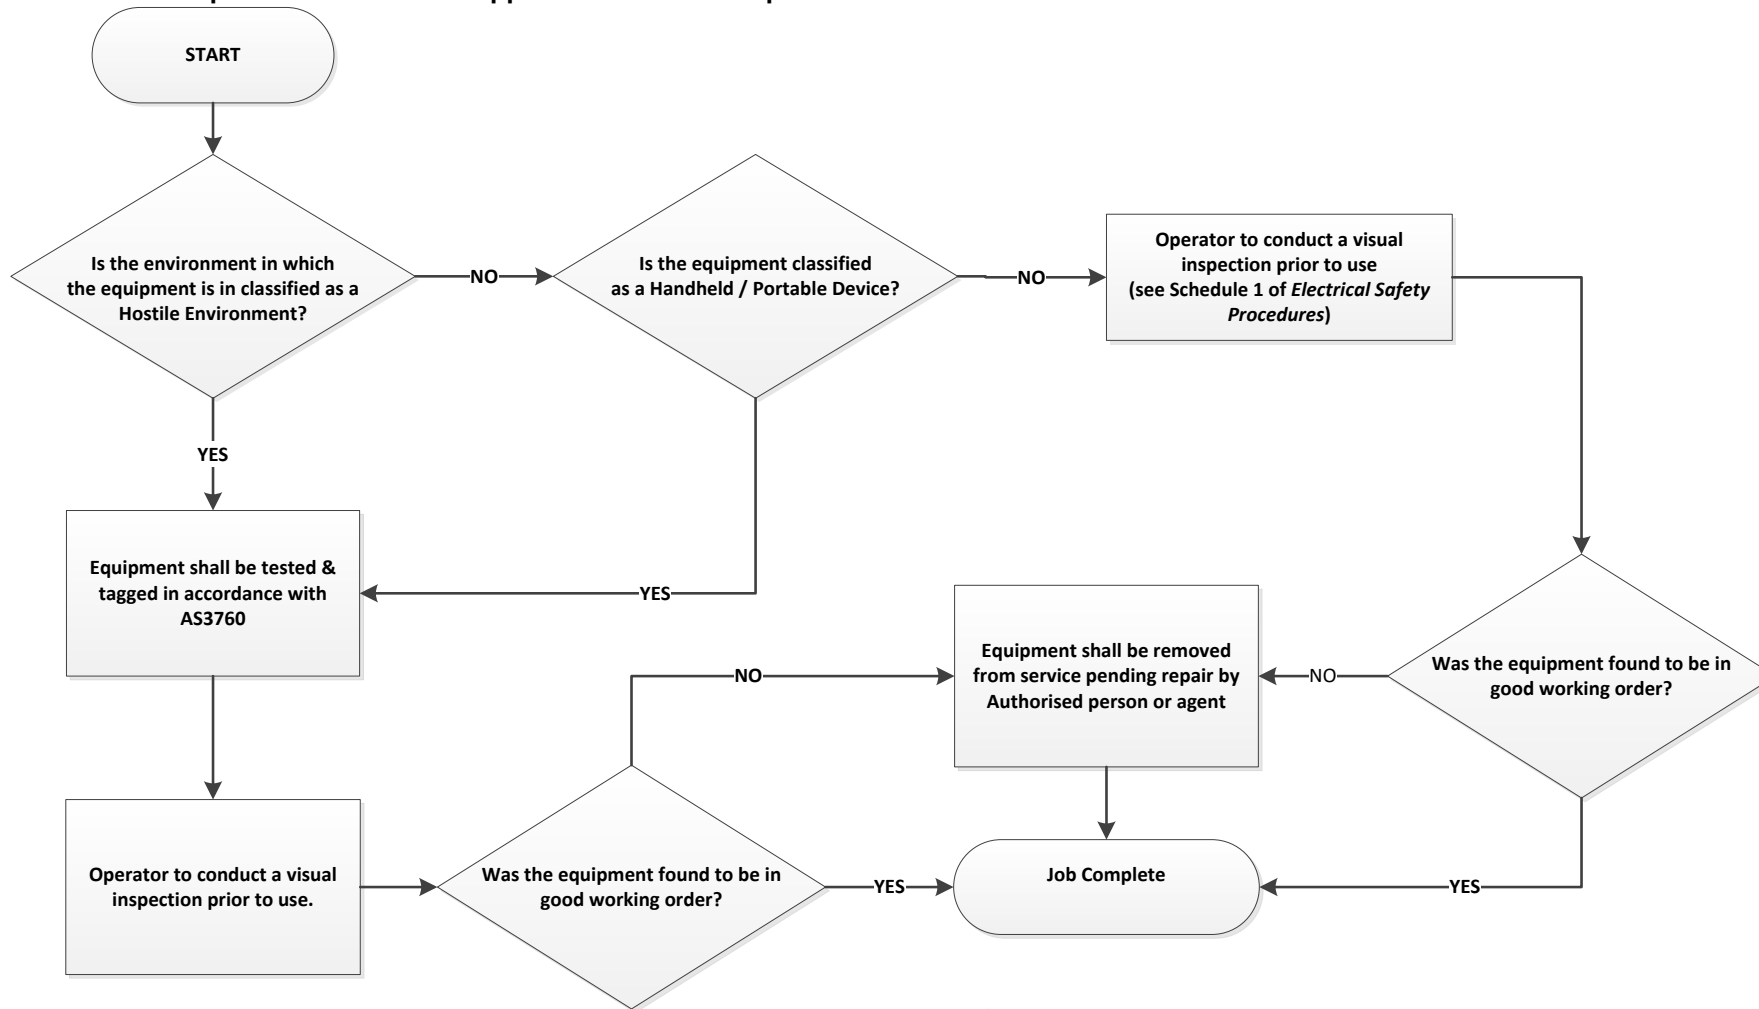 START
Is the environment in which
the equipment is in classified as a
Hostile Environment?
NO
Is the equipment classified
as a Handheld / Portable Device?
NO
Operator to conduct a visual
inspection prior to use
(see Schedule 1 of Electrical Safety
Procedures)
YES
Equipment shall be tested &
tagged in accordance with
AS3760
YES
Equipment shall be removed
from service pending repair by
Authorised person or agent
NO
NO
Was the equipment found to be in
good working order?
Operator to conduct a visual
inspection prior to use.
Was the equipment found to be in
good working order?
YES
Job Complete
YES